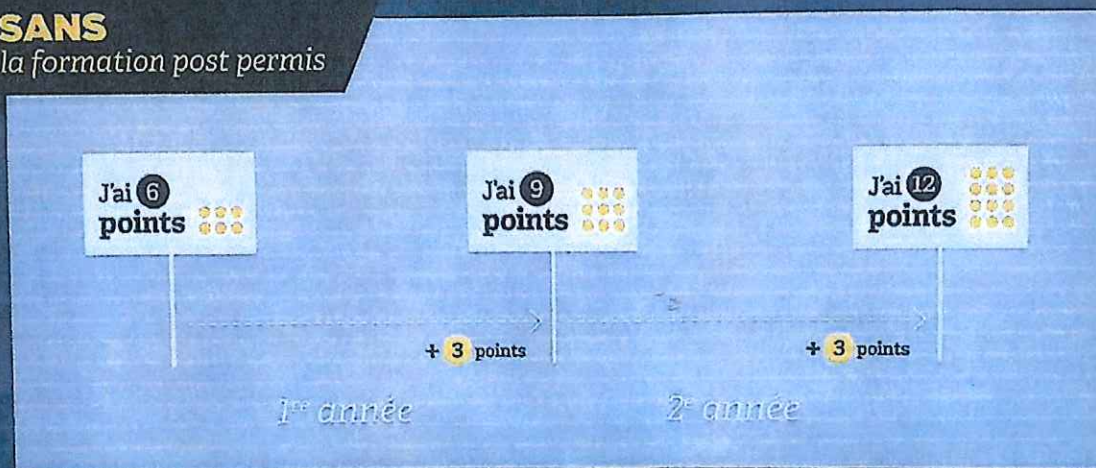 SANS
la formation post permis
J'ai 6
points
J'ai 9
points
J'ai 12
points
+ 3 points
+ 3 points
1re année
2e année